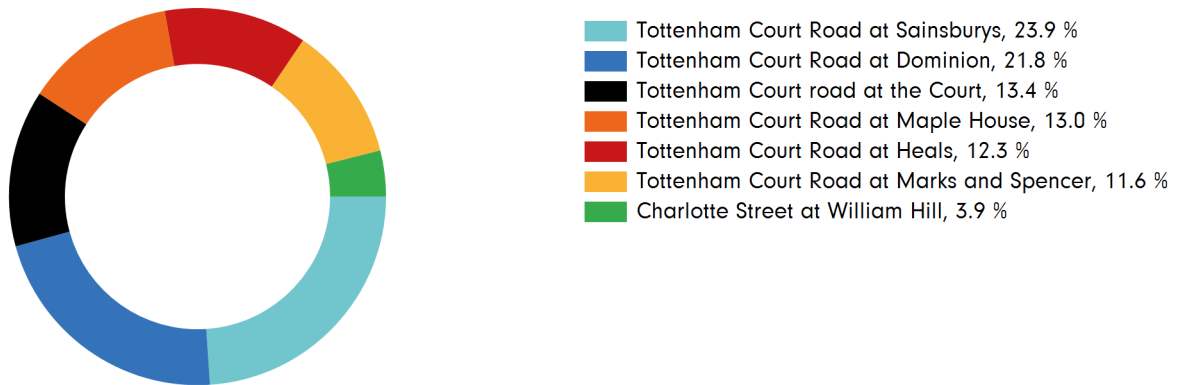 Tottenham Court Road at Sainsburys, 23.9 %
Tottenham Court Road at Dominion, 21.8 %
Tottenham Court road at the Court, 13.4 %
Tottenham Court Road at Maple House, 13.0 %
Tottenham Court Road at Heals, 12.3 %
Tottenham Court Road at Marks and Spencer, 11.6 %
Charlotte Street at William Hill, 3.9 %